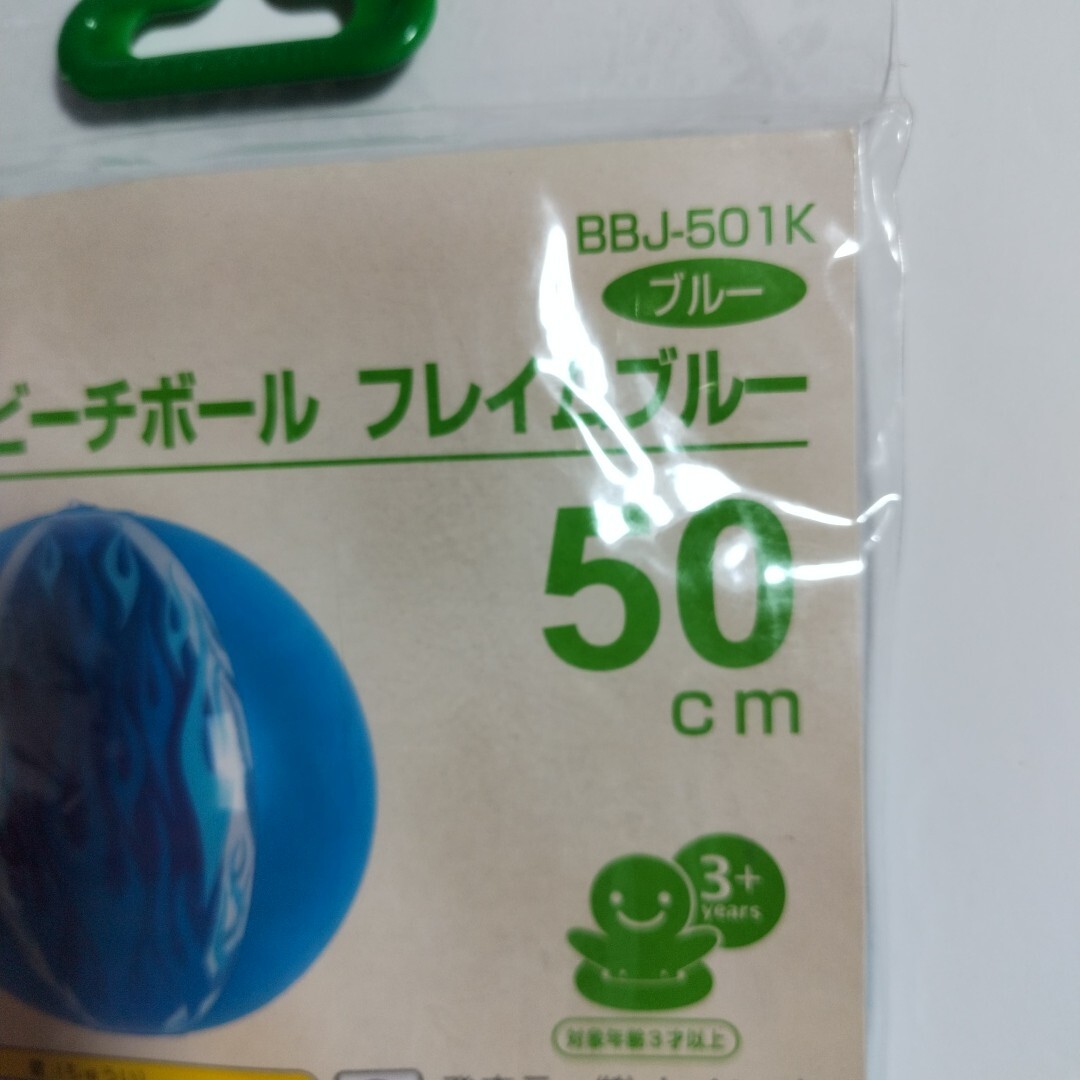 BBJ-501K
ブルー
ビーチボール フレイムブルー
50
cm
3+
years
対象年齢3才以上